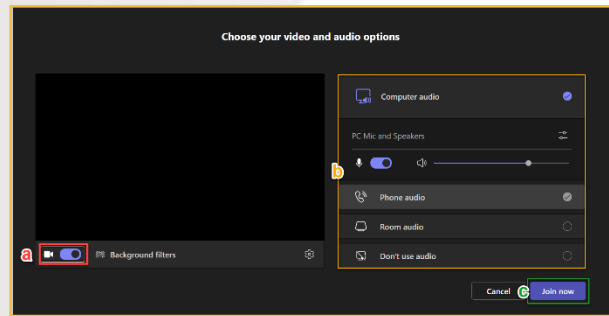 Choose your video and audio options
Computer audio
PC Mic and Speakers
b
Phone audio
Room audio
a
Background filters
Don't use audio
Cancel
c
Join now